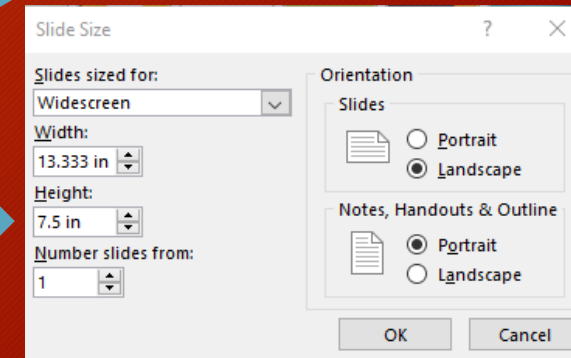 Slide Size
?
Slides sized for:
Widescreen
Width:
13.333 in
Height:
7.5 in
Number slides from:
1
Orientation
Slides
Portrait
Landscape
Notes, Handouts & Outline
Portrait
Landscape
OK
Cancel